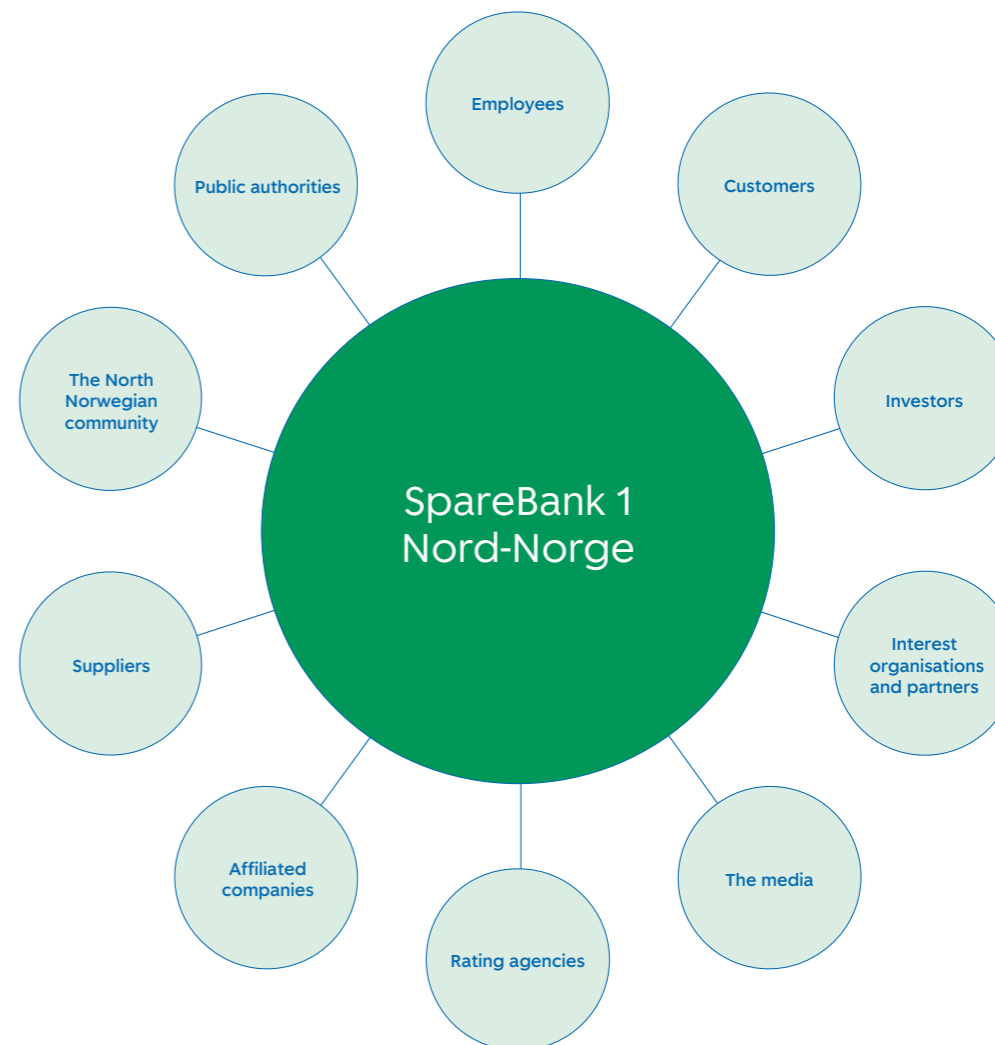 Employees
Public authorities
Customers
The North
Norwegian
community
Investors
SpareBank 1
Nord-Norge
Suppliers
Interest
organisations
and partners
Affiliated
companies
The media
Rating agencies